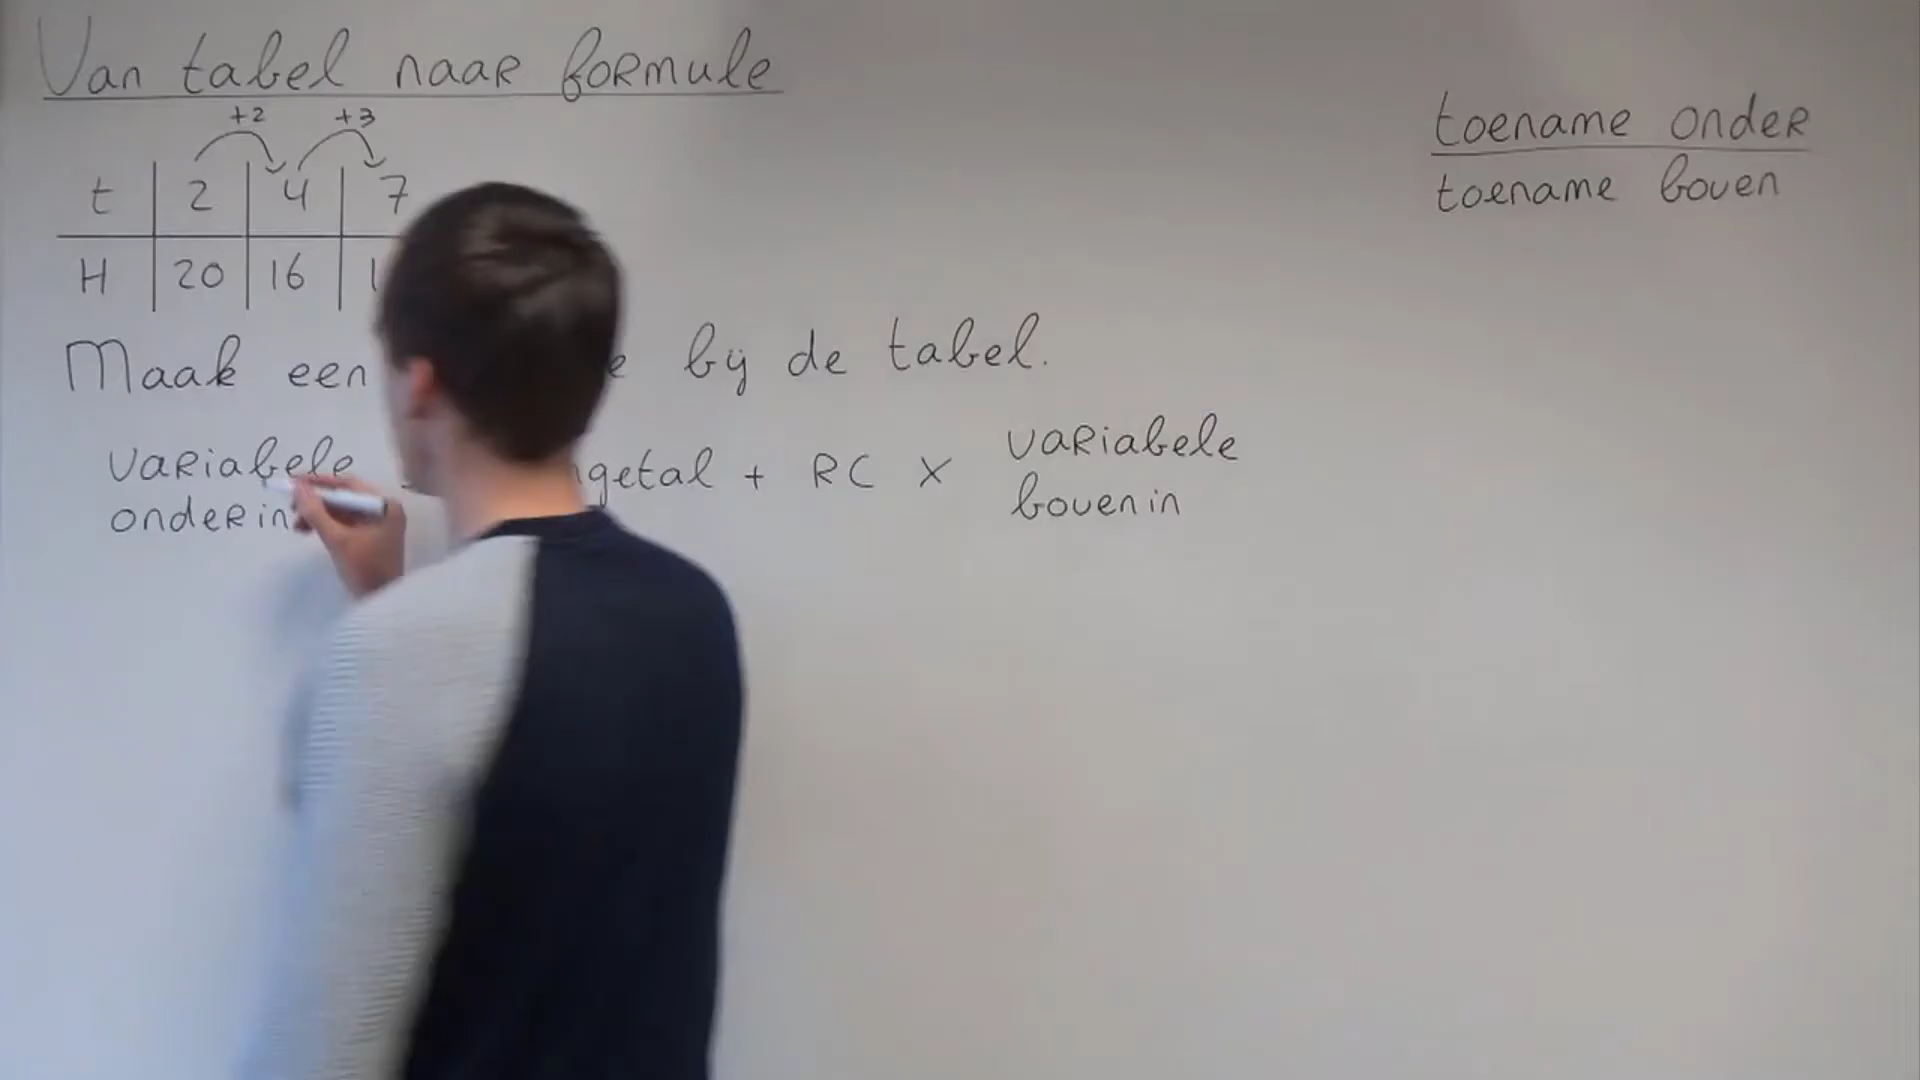 Van tabel naar formule
+2 +3
t 2 4 7
H 20 16
Maak een bij de tabel.
variabele + RC x variabele
onderin bovenin
toename onder
toename boven